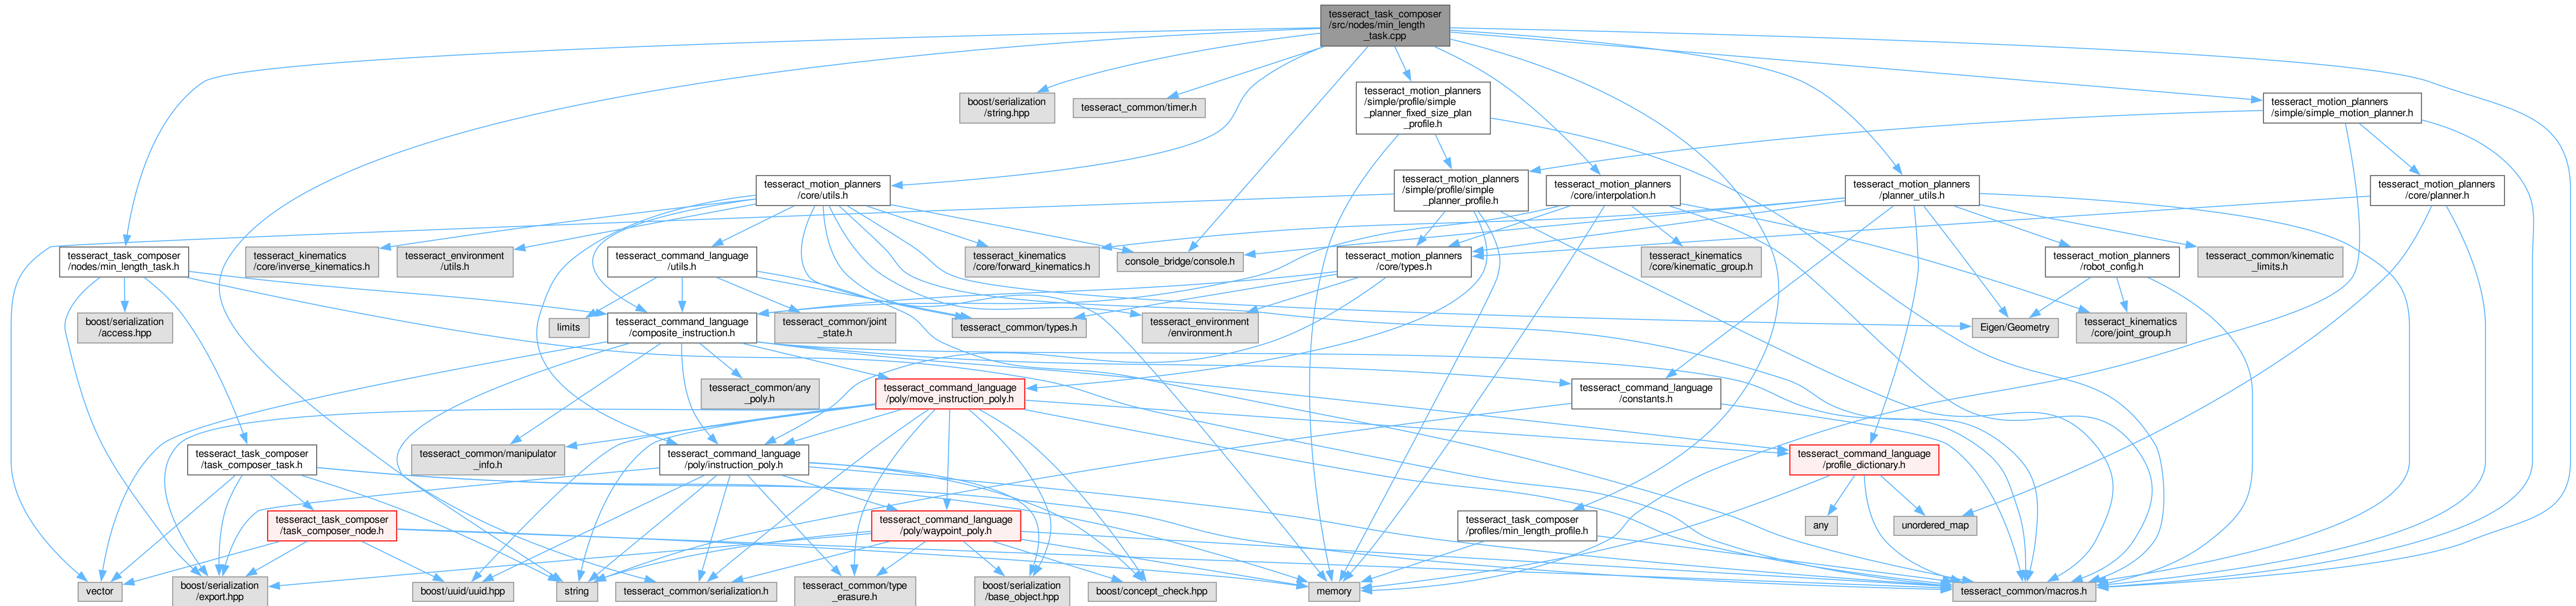 tesseract_task_composer
/src/nodes/min_length
_task.cpp
boost/serialization
/string.hpp
tesseract_common/timer.h
tesseract_motion_planners
/simple/profile/simple
_planner_fixed_size_plan
_profile.h
tesseract_motion_planners
/simple/simple_motion_planner.h
tesseract_motion_planners
/core/utils.h
tesseract_motion_planners
/simple/profile/simple
_planner_profile.h
tesseract_motion_planners
/core/interpolation.h
tesseract_motion_planners
/planner_utils.h
tesseract_motion_planners
/core/planner.h
tesseract_task_composer
/nodes/min_length_task.h
tesseract_kinematics
/core/inverse_kinematics.h
tesseract_environment
/utils.h
tesseract_command_language
/utils.h
tesseract_kinematics
/core/forward_kinematics.h
console_bridge/console.h
tesseract_motion_planners
/core/types.h
tesseract_kinematics
/core/kinematic_group.h
tesseract_motion_planners
/robot_config.h
tesseract_common/kinematic
_limits.h
boost/serialization
/access.hpp
limits
tesseract_command_language
/composite_instruction.h
tesseract_common/joint
_state.h
tesseract_common/types.h
tesseract_environment
/environment.h
Eigen/Geometry
tesseract_kinematics
/core/joint_group.h
tesseract_common/any
_poly.h
tesseract_command_language
/poly/move_instruction_poly.h
tesseract_command_language
/constants.h
tesseract_task_composer
/task_composer_task.h
tesseract_common/manipulator
_info.h
tesseract_command_language
/poly/instruction_poly.h
tesseract_command_language
/profile_dictionary.h
tesseract_task_composer
/task_composer_node.h
tesseract_command_language
/poly/waypoint_poly.h
tesseract_task_composer
/profiles/min_length_profile.h
any
unordered_map
vector
boost/serialization
/export.hpp
boost/uuid/uuid.hpp
string
tesseract_common/serialization.h
tesseract_common/type
_erasure.h
boost/serialization
/base_object.hpp
boost/concept_check.hpp
memory
tesseract_common/macros.h